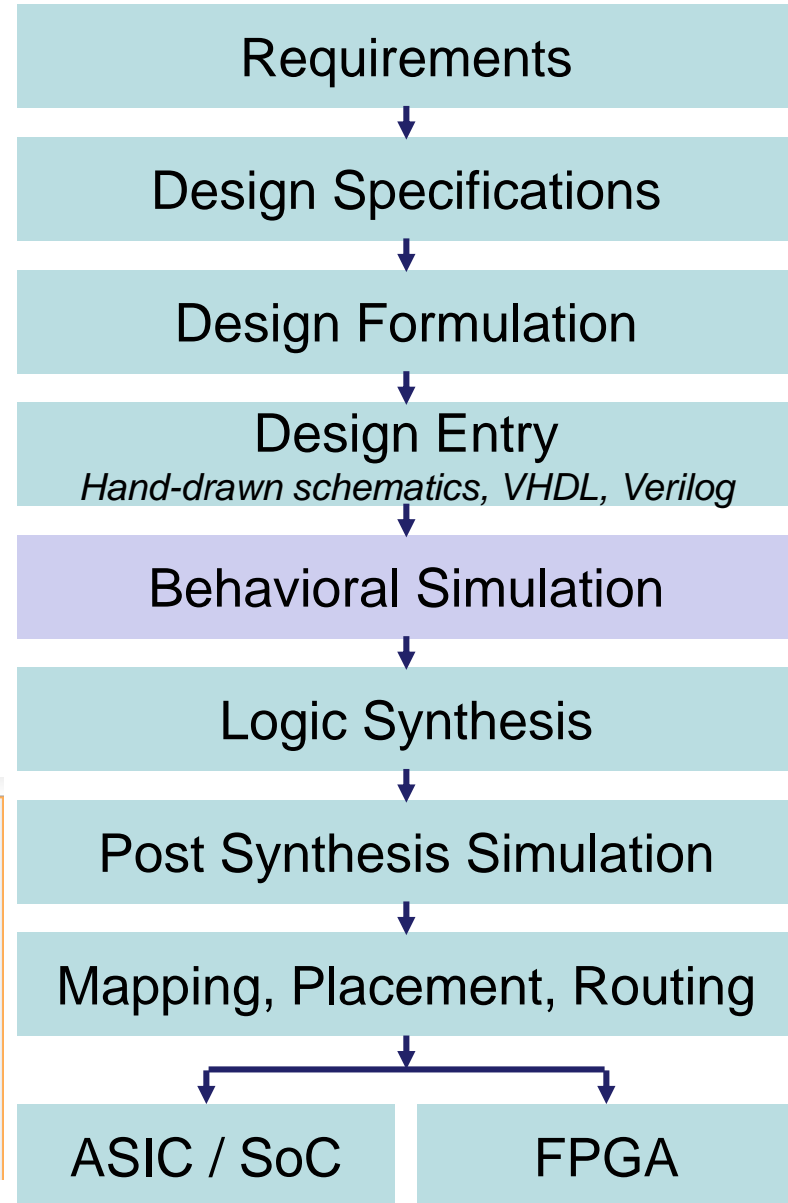 Requirements
Design Specifications
Design Formulation
Design Entry
Hand-drawn schematics, VHDL, Verilog
Behavioral Simulation
Logic Synthesis
Post Synthesis Simulation
Mapping, Placement, Routing
ASIC / SoC
FPGA